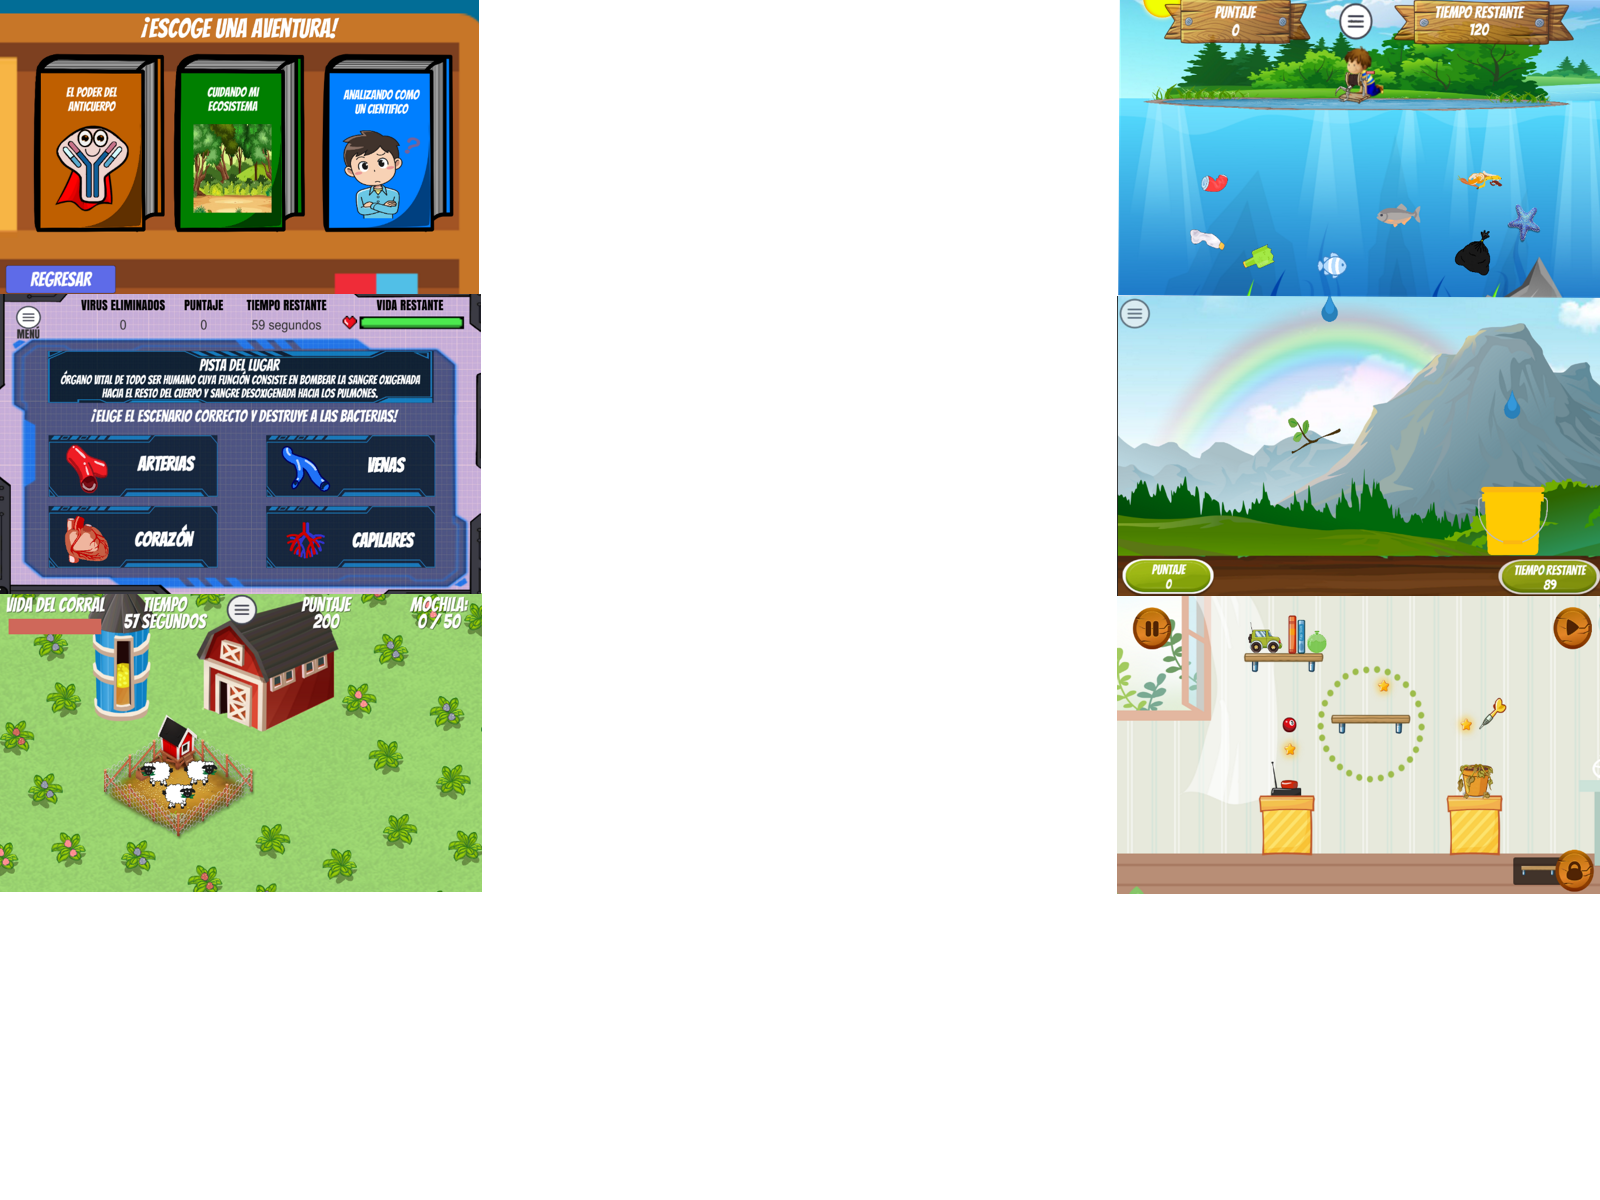 ¡ESCOGE UNA AVENTURA!
EL PODER DEL
ANTICUERPO
CUIDANDO MI
ECOSISTEMA
ANALIZANDO COMO
UN CIENTIFICO
?
REGRESAR
VIRUS ELIMINADOS
0
PUNTAJE
0
TIEMPO RESTANTE
59 segundos
VIDA RESTANTE
MENÚ
PISTA DEL LUGAR
ÓRGANO VITAL DE TODO SER HUMANO CUYA FUNCIÓN CONSISTE EN BOMBEAR LA SANGRE OXIGENADA
HACIA EL RESTO DEL CUERPO Y SANGRE DESOXIGENADA HACIA LOS PULMONES.
¡ELIGE EL ESCENARIO CORRECTO Y DESTRUYE A LAS BACTERIAS!
ARTERIAS
VENAS
CORAZÓN
CAPILARES
VIDA DEL CORRAL
TIEMPO
57 SEGUNDOS
PUNTAJE
200
MOCHILA:
0 / 50
PUNTAJE
0
TIEMPO RESTANTE
120
PUNTAJE
0
TIEMPO RESTANTE
89